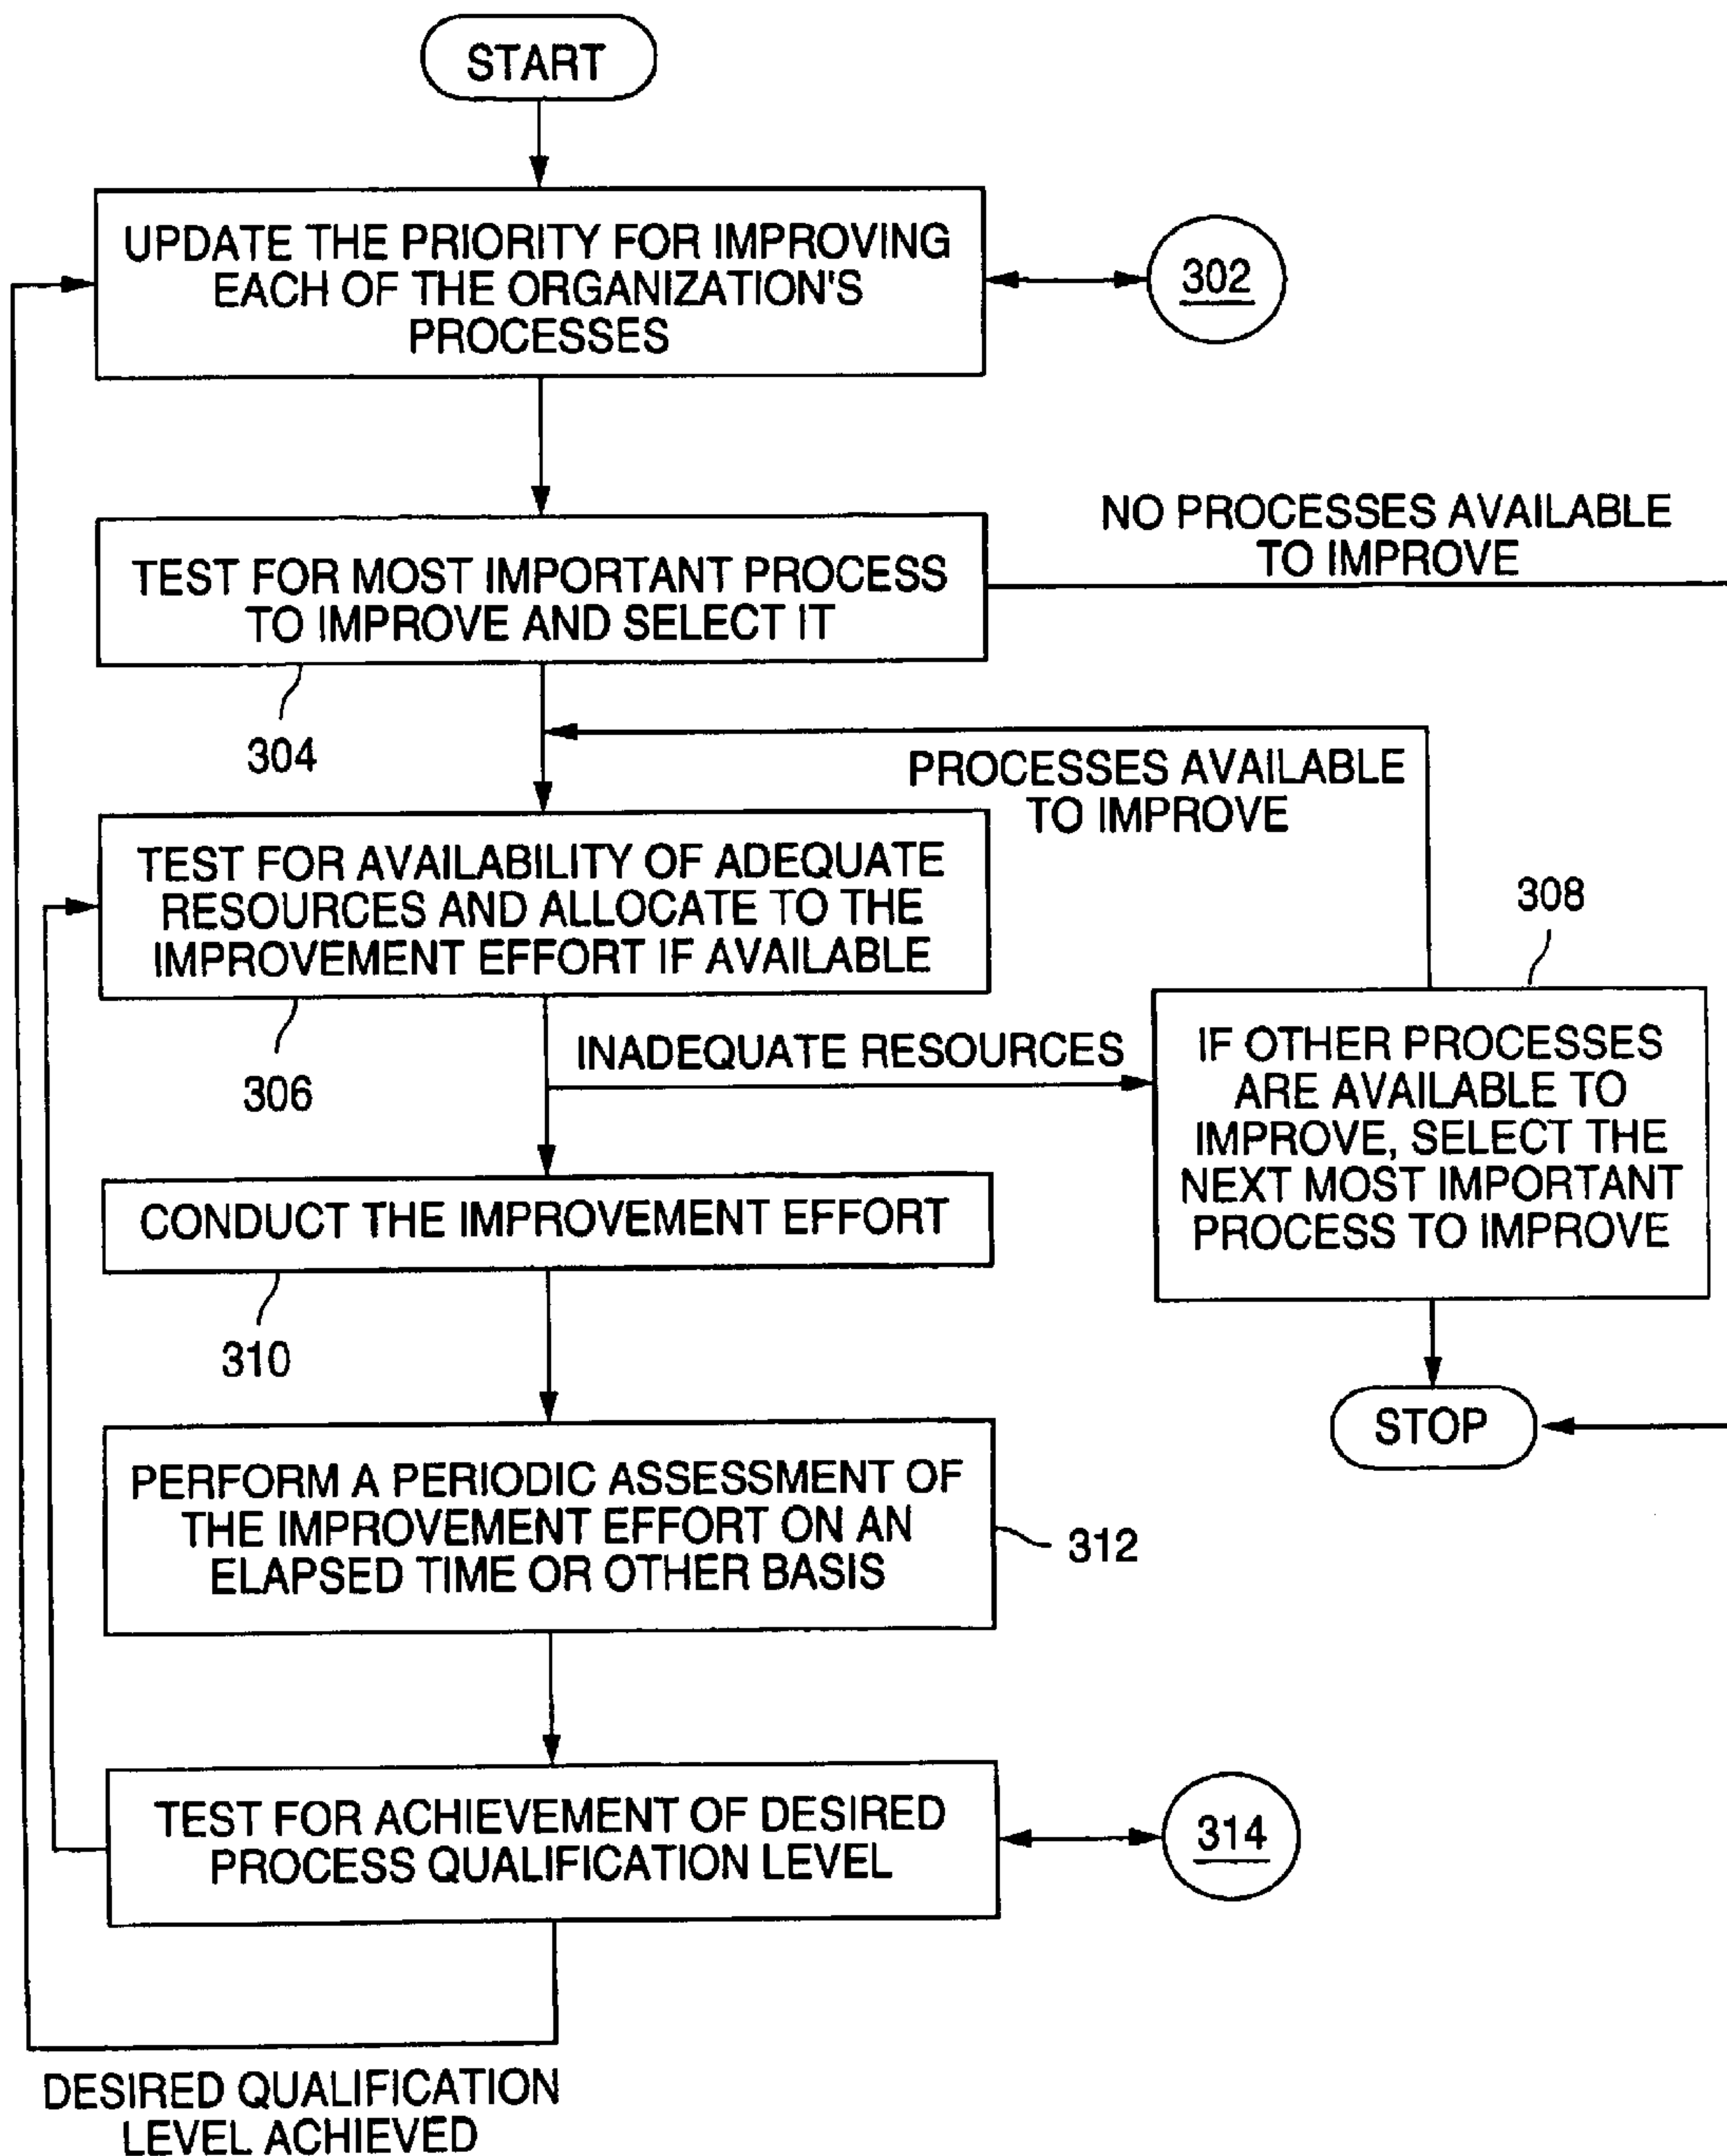 START
UPDATE THE PRIORITY FOR IMPROVING
EACH OF THE ORGANIZATION'S
PROCESSES
302
NO PROCESSES AVAILABLE
TO IMPROVE
TEST FOR MOST IMPORTANT PROCESS
TO IMPROVE AND SELECT IT
304
PROCESSES AVAILABLE
TO IMPROVE
TEST FOR AVAILABILITY OF ADEQUATE
RESOURCES AND ALLOCATE TO THE
IMPROVEMENT EFFORT IF AVAILABLE
306
308
INADEQUATE RESOURCES
IF OTHER PROCESSES
ARE AVAILABLE TO
IMPROVE, SELECT THE
NEXT MOST IMPORTANT
PROCESS TO IMPROVE
CONDUCT THE IMPROVEMENT EFFORT
310
STOP
PERFORM A PERIODIC ASSESSMENT OF
THE IMPROVEMENT EFFORT ON AN
ELAPSED TIME OR OTHER BASIS
312
TEST FOR ACHIEVEMENT OF DESIRED
PROCESS QUALIFICATION LEVEL
314
DESIRED QUALIFICATION
LEVEL ACHIEVED